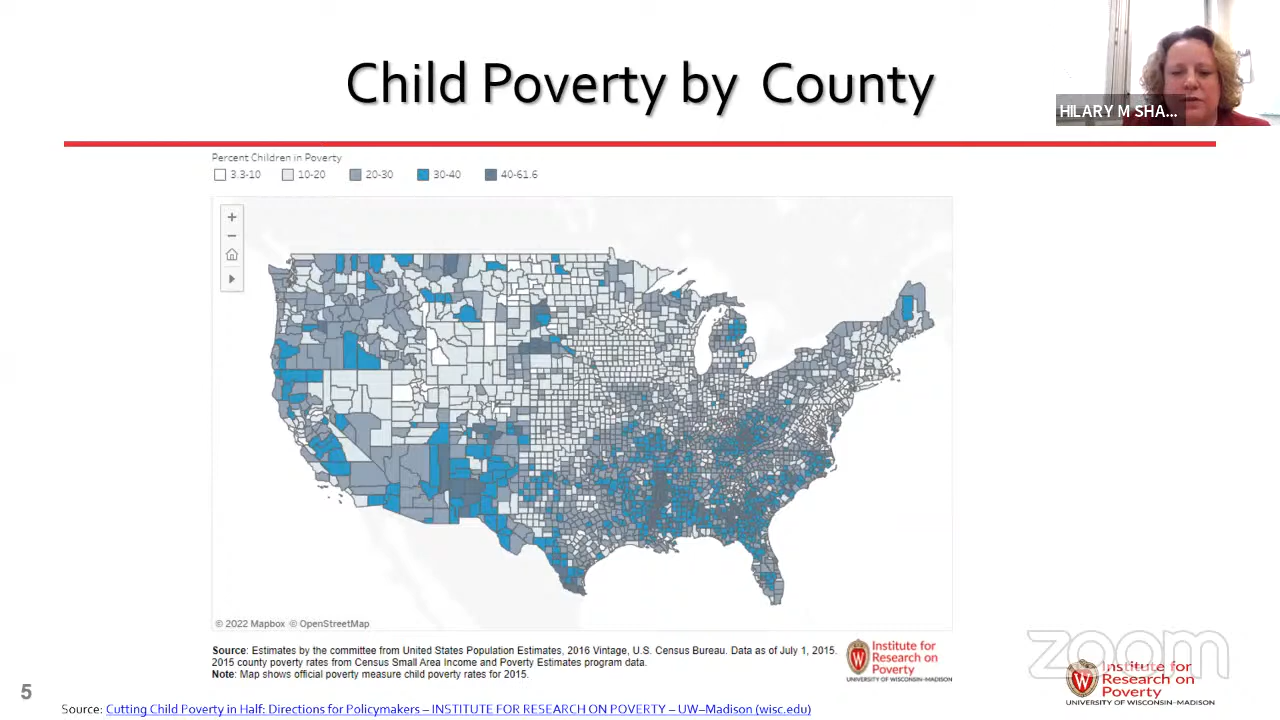 Child Poverty by County
HILARY M SHA...
Percent Children in Poverty
3.3-10 10-20 20-30 30-40 40-61.6
+
−
© 2022 Mapbox © OpenStreetMap
Source: Estimates by the committee from United States Population Estimates, 2016 Vintage, U.S. Census Bureau. Data as of July 1, 2015.
2015 county poverty rates from Census Small Area Income and Poverty Estimates program data.
Note: Map shows official poverty measure child poverty rates for 2015.
Institute for
Research on
Poverty
UNIVERSITY OF WISCONSIN-MADISON
zoom
W
Institute for
Research on
Poverty
UNIVERSITY OF WISCONSIN-MADISON
5
Source: Cutting Child Poverty in Half: Directions for Policymakers – INSTITUTE FOR RESEARCH ON POVERTY – UW–Madison (wisc.edu)